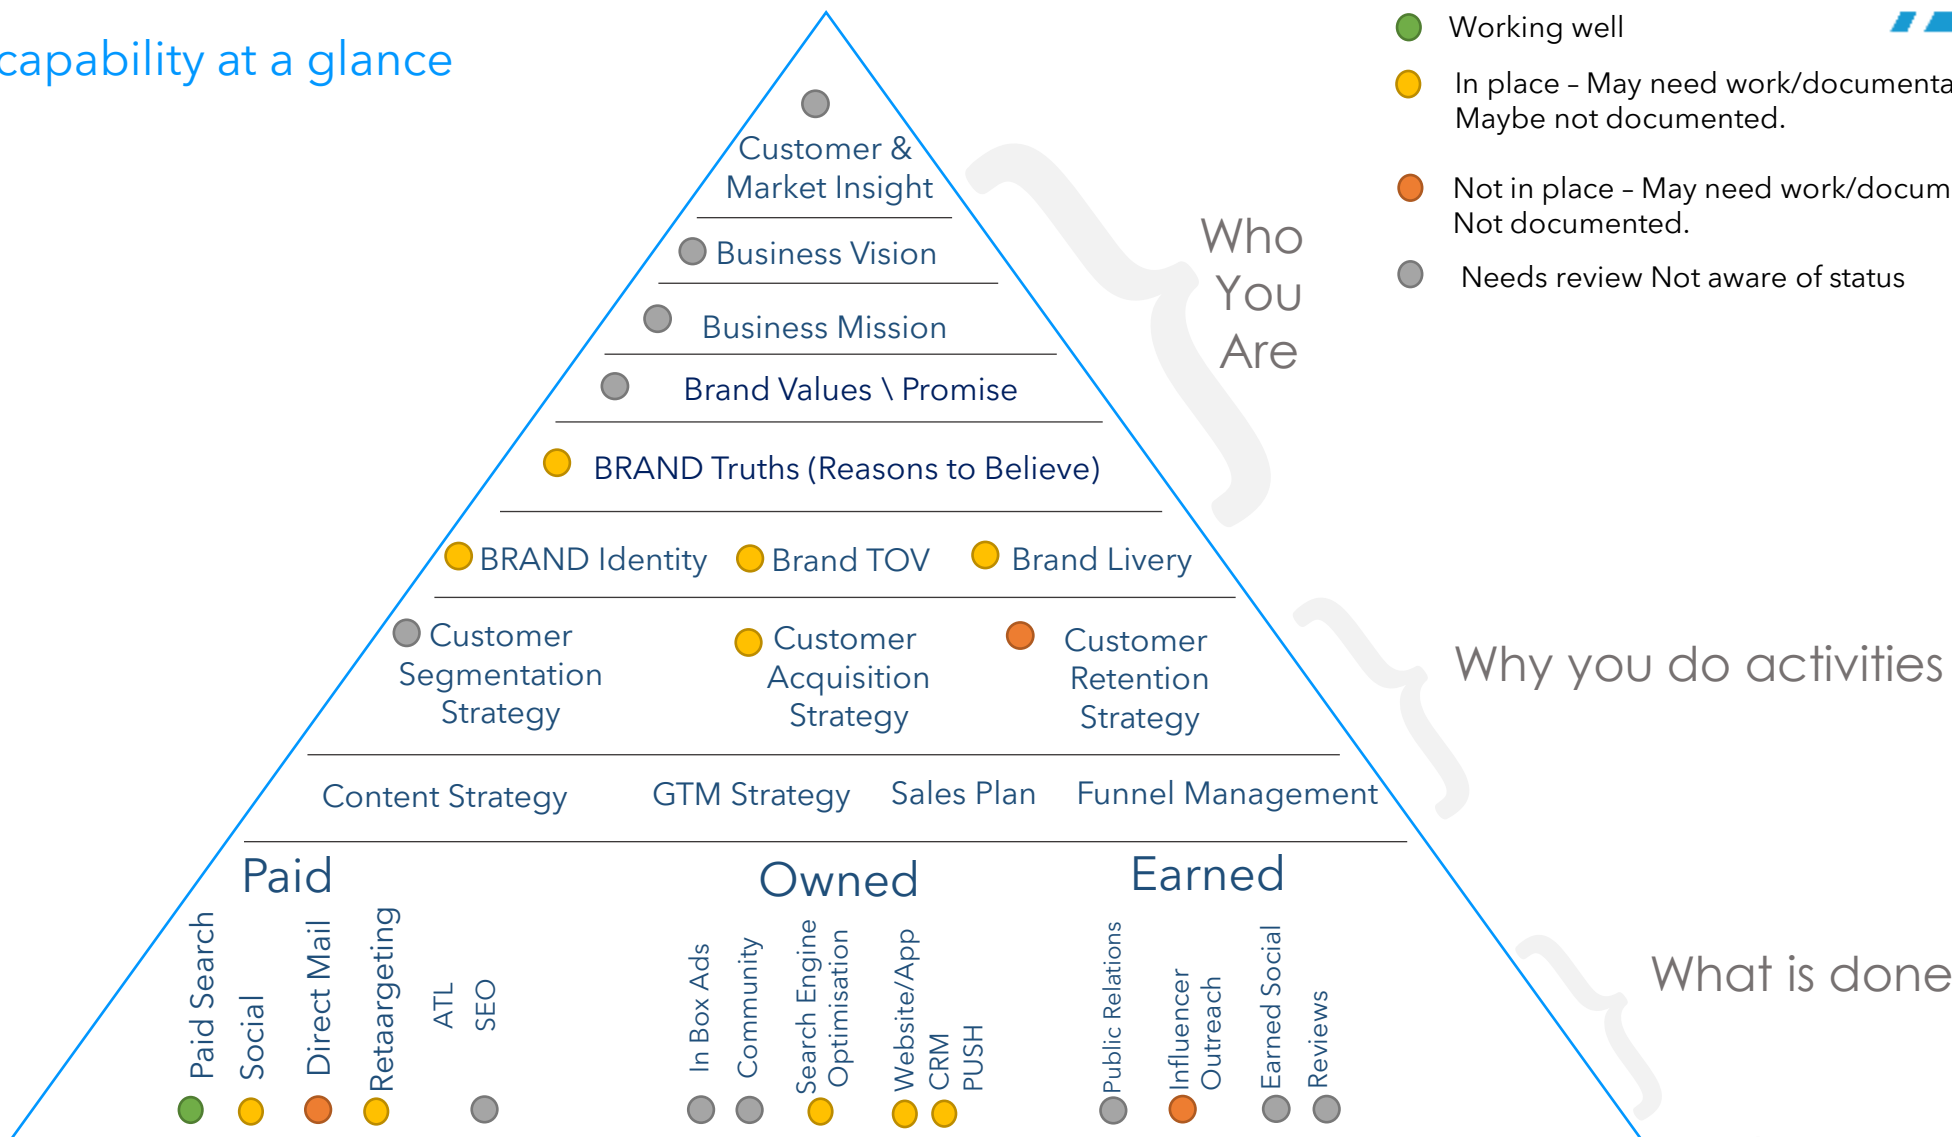 capability at a glance
Working well
In place – May need work/documenta
Maybe not documented.
Not in place – May need work/docum
Not documented.
Needs review Not aware of status
Customer &
Market Insight
Business Vision
Business Mission
Brand Values \ Promise
BRAND Truths (Reasons to Believe)
Who
You
Are
BRAND Identity
Brand TOV
Brand Livery
Customer
Segmentation
Strategy
Customer
Acquisition
Strategy
Customer
Retention
Strategy
Why you do activities
Content Strategy
GTM Strategy
Sales Plan
Funnel Management
Paid
Owned
Earned
Paid Search
Social
Direct Mail
Retaargeting
ATL
SEO
In Box Ads
Community
Search Engine
Optimisation
Website/App
CRM
PUSH
Public Relations
Influencer
Outreach
Earned Social
Reviews
What is done